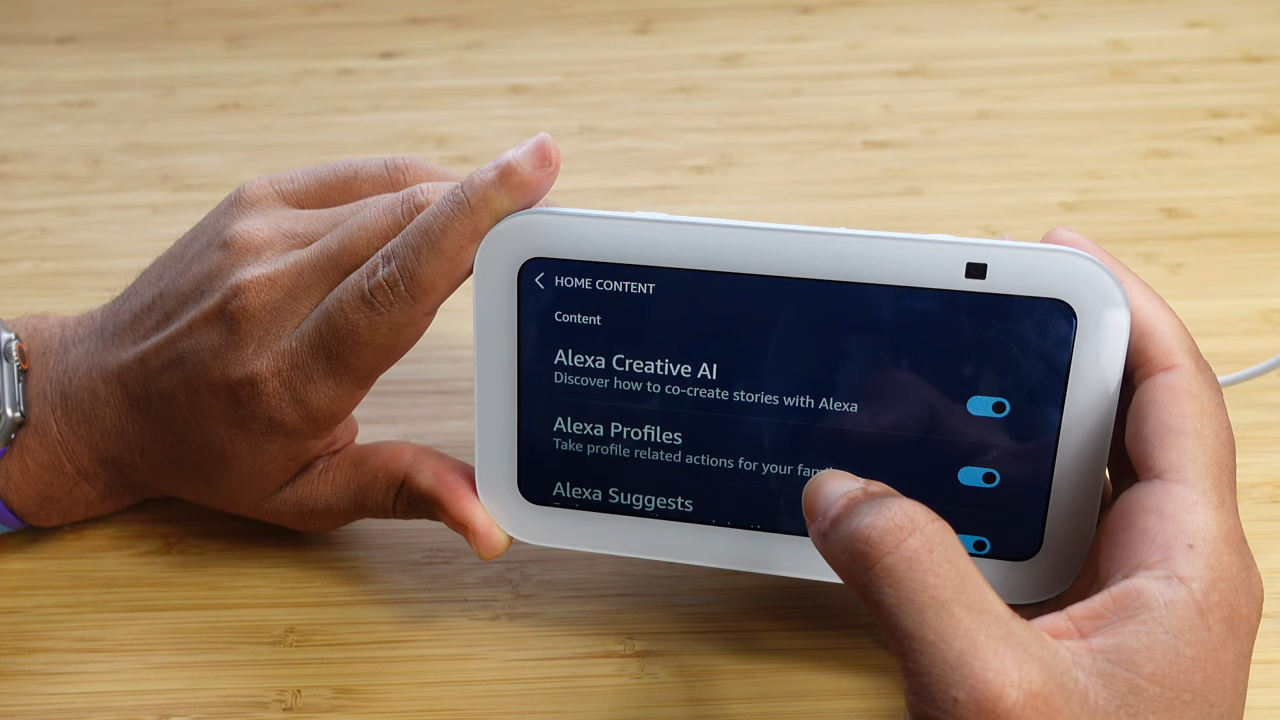 HOME CONTENT
Content
Alexa Creative AI
Discover how to co-create stories with Alexa
Alexa Profiles
Take profile related actions for your
Alexa Suggests